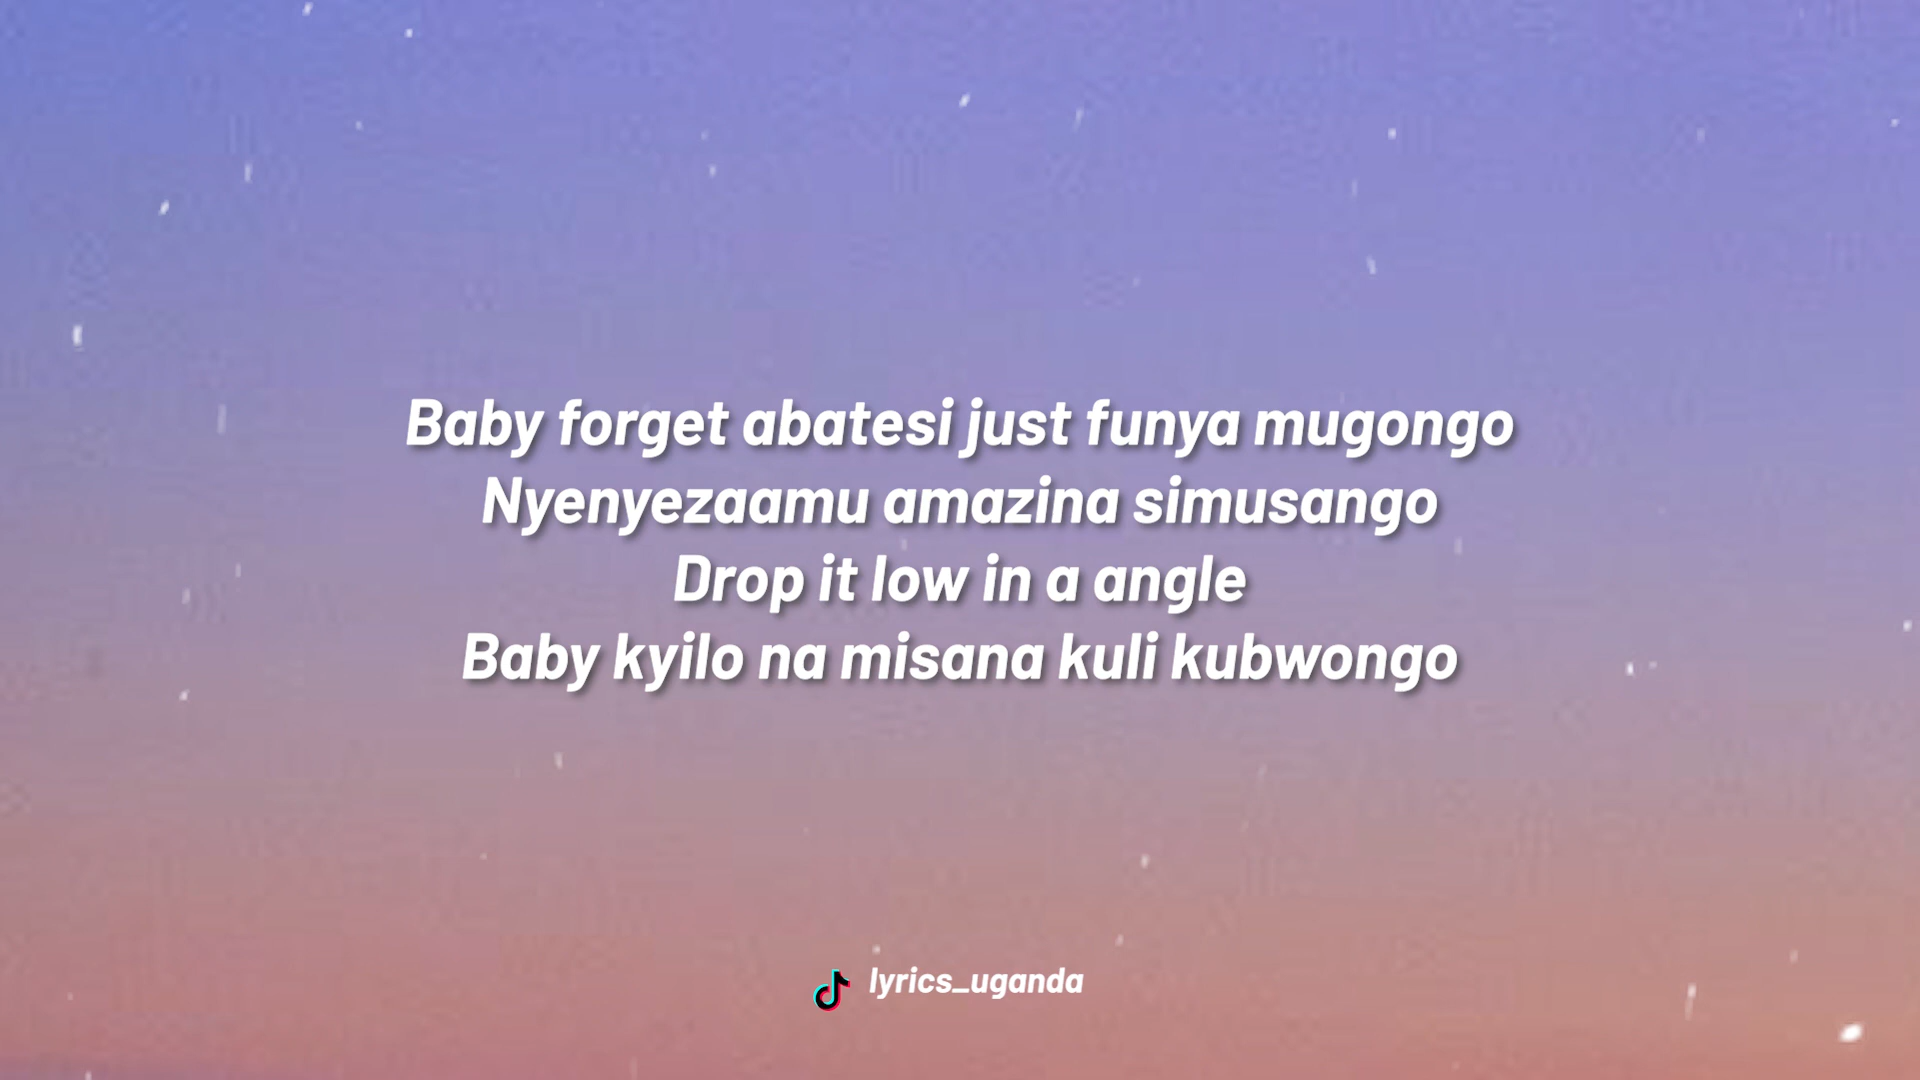 Baby forget abatesi just funya mugongo
Nyenyezaamu amazina simusango
Drop it low in a angle
Baby kyilo na misana kuli kubwongo
lyrics_uganda